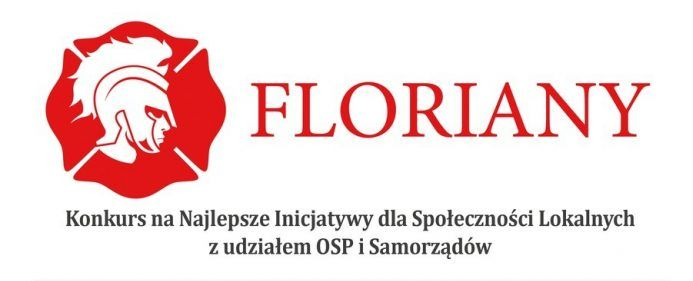 FLORIANY
Konkurs na Najlepsze Inicjatywy dla Społeczności Lokalnych
z udziałem OSP i Samorządów